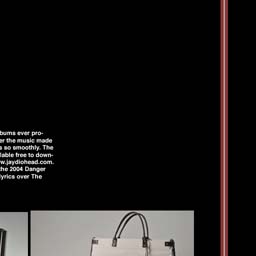 bums ever pro-
er the music made
s so smoothly. The
lable free to down-
w.jaydiohead.com.
the 2004 Danger
lyrics over The